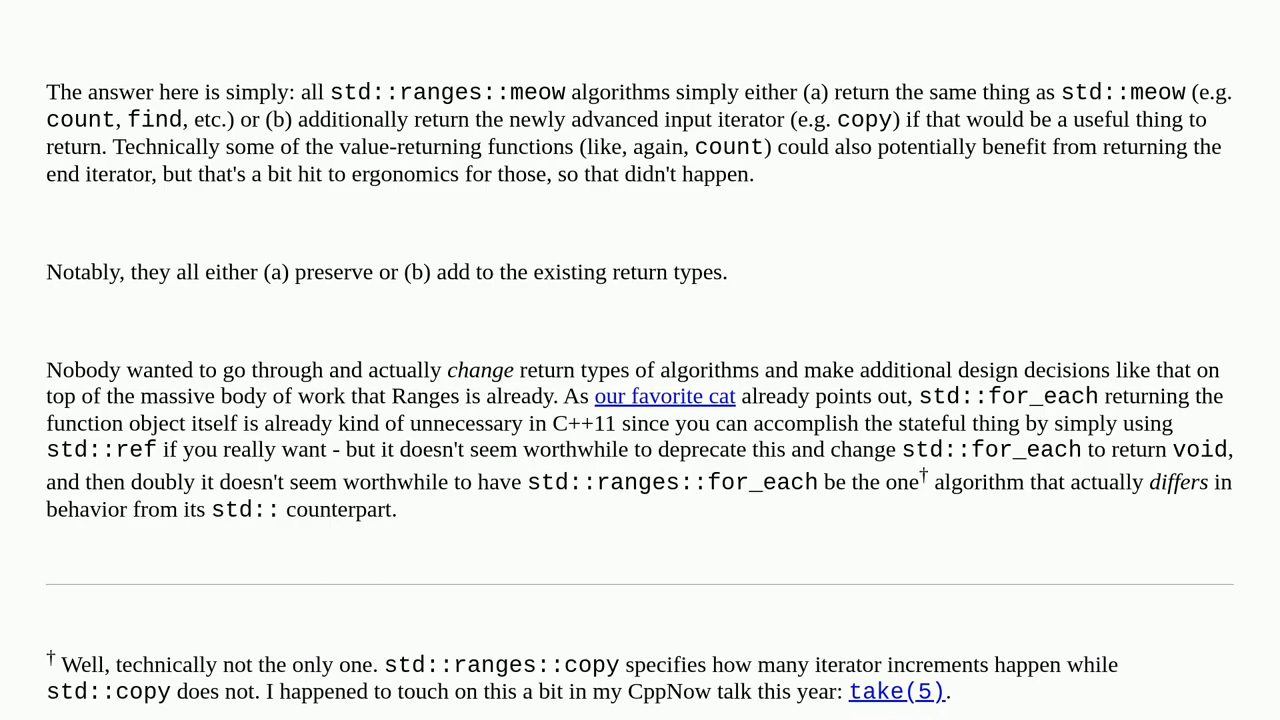 The answer here is simply: all std::ranges::meow algorithms simply either (a) return the same thing as std::meow (e.g.
count, find, etc.) or (b) additionally return the newly advanced input iterator (e.g. copy) if that would be a useful thing to
return. Technically some of the value-returning functions (like, again, count) could also potentially benefit from returning the
end iterator, but that's a bit hit to ergonomics for those, so that didn't happen.
Notably, they all either (a) preserve or (b) add to the existing return types.
Nobody wanted to go through and actually change return types of algorithms and make additional design decisions like that on
top of the massive body of work that Ranges is already. As our favorite cat already points out, std::for_each returning the
function object itself is already kind of unnecessary in C++11 since you can accomplish the stateful thing by simply using
std::ref if you really want - but it doesn't seem worthwhile to deprecate this and change std::for_each to return void,
and then doubly it doesn't seem worthwhile to have std::ranges::for_each be the one† algorithm that actually differs in
behavior from its std:: counterpart.
† Well, technically not the only one. std::ranges::copy specifies how many iterator increments happen while
std::copy does not. I happened to touch on this a bit in my CppNow talk this year: take(5).